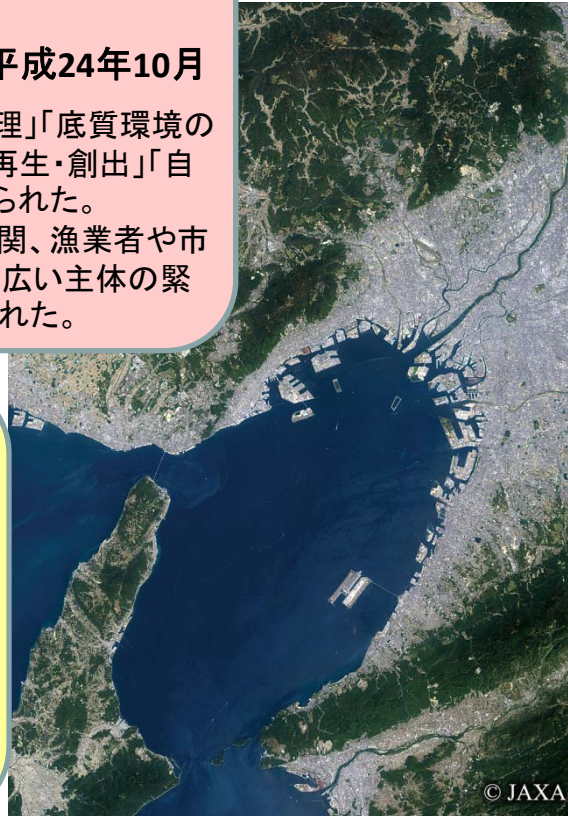 平成24年10月
理」「底質環境の
再生・創出」「自
られた。
関、漁業者や市
広い主体の緊
れた。
© JAXA